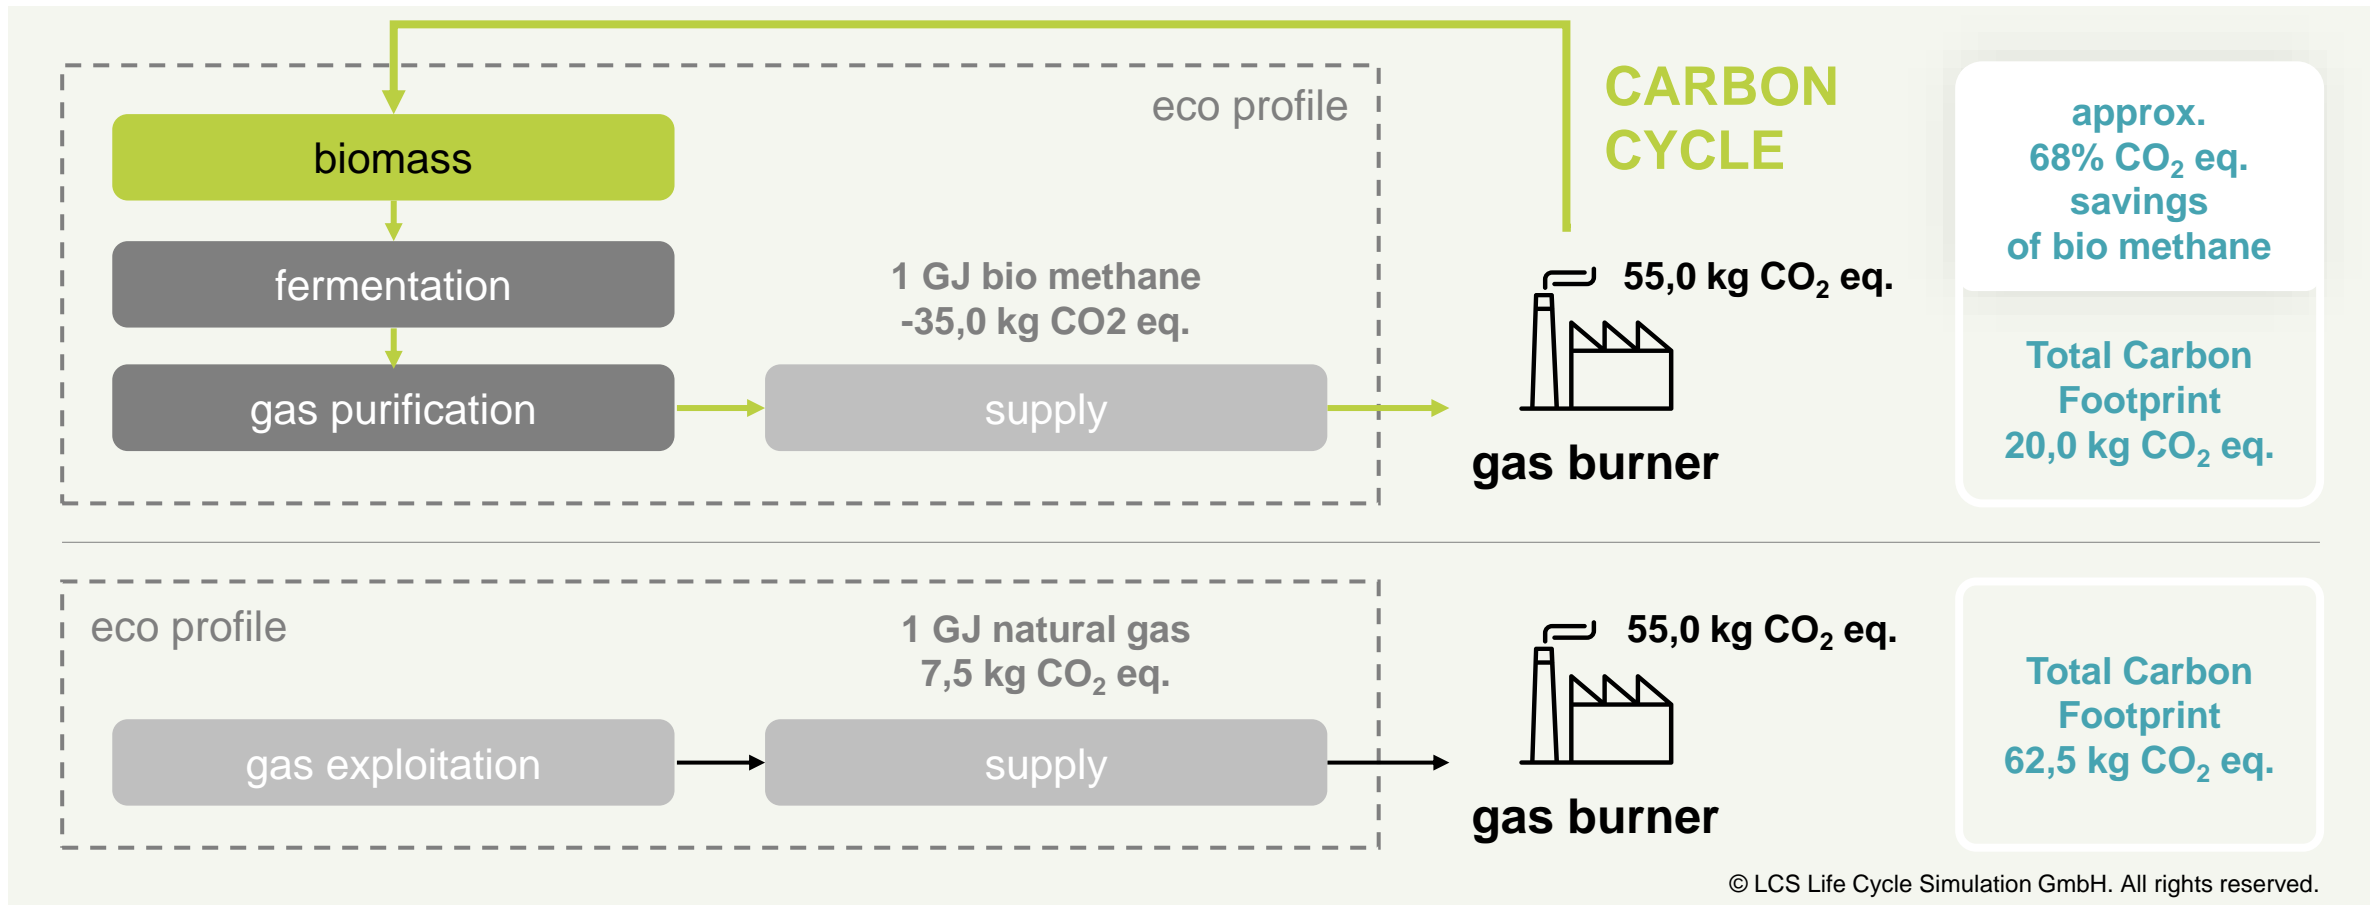 CARBON
CYCLE
eco profile
biomass
fermentation
gas purification
1 GJ bio methane
-35,0 kg CO2 eq.
supply
55,0 kg CO₂ eq.
gas burner
approx.
68% CO₂ eq.
savings
of bio methane
Total Carbon
Footprint
20,0 kg CO₂ eq.
eco profile
1 GJ natural gas
7,5 kg CO₂ eq.
gas exploitation
supply
55,0 kg CO₂ eq.
gas burner
Total Carbon
Footprint
62,5 kg CO₂ eq.
© LCS Life Cycle Simulation GmbH. All rights reserved.